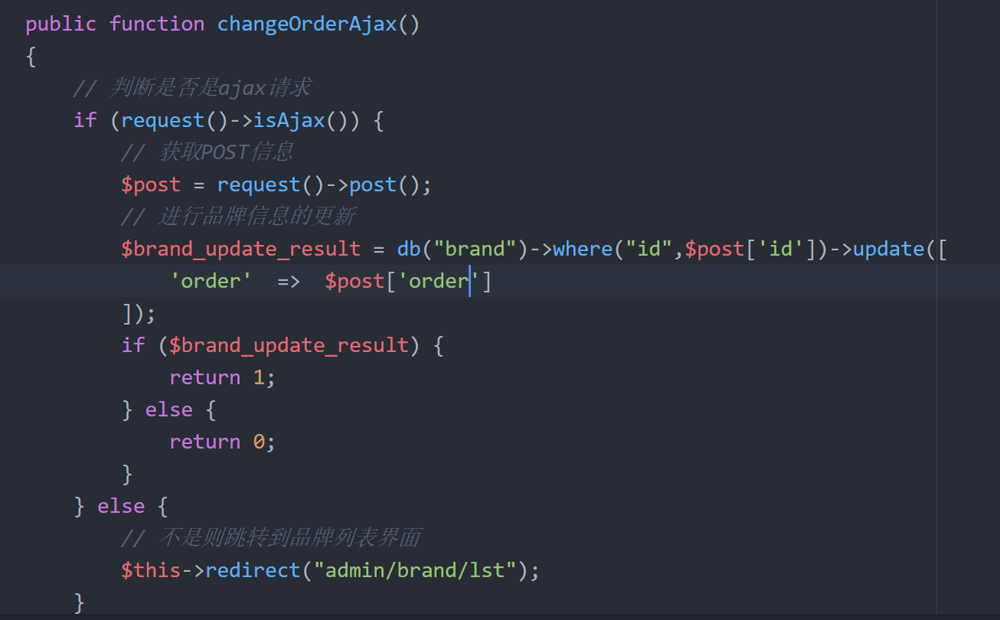 public function changeOrderAjax()
{
    // 判断是否是ajax请求
    if (request()->isAjax()) {
        // 获取POST信息
        $post = request()->post();
        // 进行品牌信息的更新
        $brand_update_result = db("brand")->where("id",$post['id'])->update([
            'order'  =>  $post['order']
        ]);
        if ($brand_update_result) {
            return 1;
        } else {
            return 0;
        }
    } else {
        // 不是则跳转到品牌列表界面
        $this->redirect("admin/brand/lst");
    }